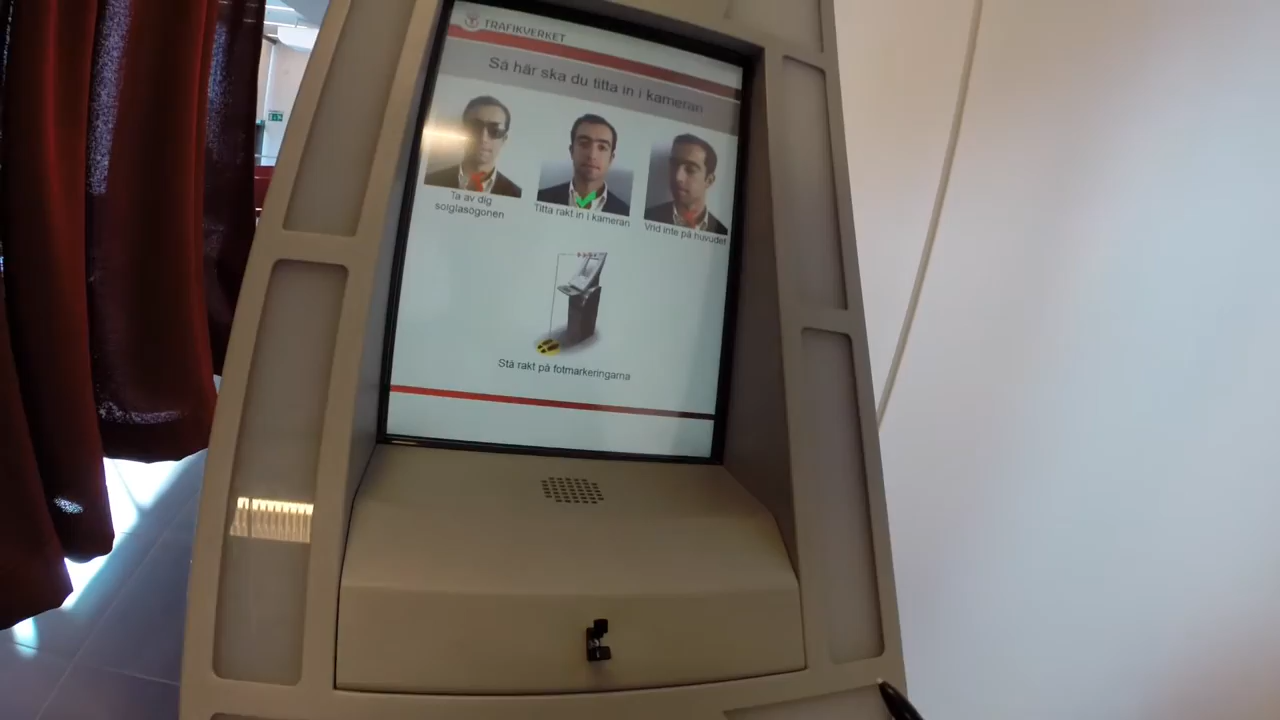 TRAFIKVERKET
Så här ska du titta in i kameran
Ta av dig
solglasögonen
Titta rakt in i kameran
Vrid inte på huvudet
Stå rakt på fotmarkeringarna